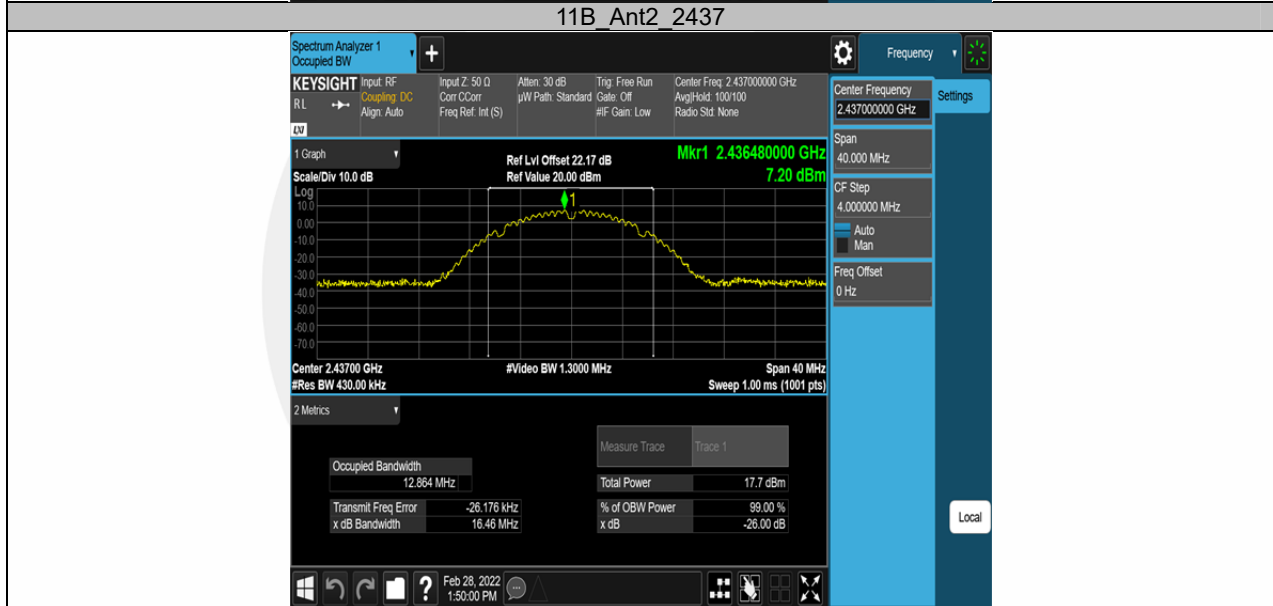 11B_Ant2_2437
Spectrum Analyzer 1
Occupied BW
+
Frequency
KEYSIGHT
RL
LXI
Input: RF
Coupling: DC
Align: Auto
Input Z: 50 Ω
Corr CCorr
Freq Ref: Int (S)
Atten: 30 dB
µW Path: Standard
Trig: Free Run
Gate: Off
#IF Gain: Low
Center Freq: 2.437000000 GHz
Avg|Hold: 100/100
Radio Std: None
Center Frequency
2.437000000 GHz
Settings
Span
40.000 MHz
CF Step
4.000000 MHz
Auto
Man
Freq Offset
0 Hz
1 Graph
Scale/Div 10.0 dB
Ref Lvl Offset 22.17 dB
Ref Value 20.00 dBm
Mkr1 2.436480000 GHz
7.20 dBm
Log
10.0
0.00
-10.0
-20.0
-30.0
-40.0
-50.0
-60.0
-70.0
1
Center 2.43700 GHz
#Video BW 1.3000 MHz
Span 40 MHz
#Res BW 430.00 kHz
Sweep 1.00 ms (1001 pts)
2 Metrics
Measure Trace
Trace 1
Occupied Bandwidth
12.864 MHz
Total Power
17.7 dBm
Transmit Freq Error
-26.176 kHz
% of OBW Power
99.00 %
x dB Bandwidth
16.46 MHz
x dB
-26.00 dB
Local
?
Feb 28, 2022
1:50:00 PM